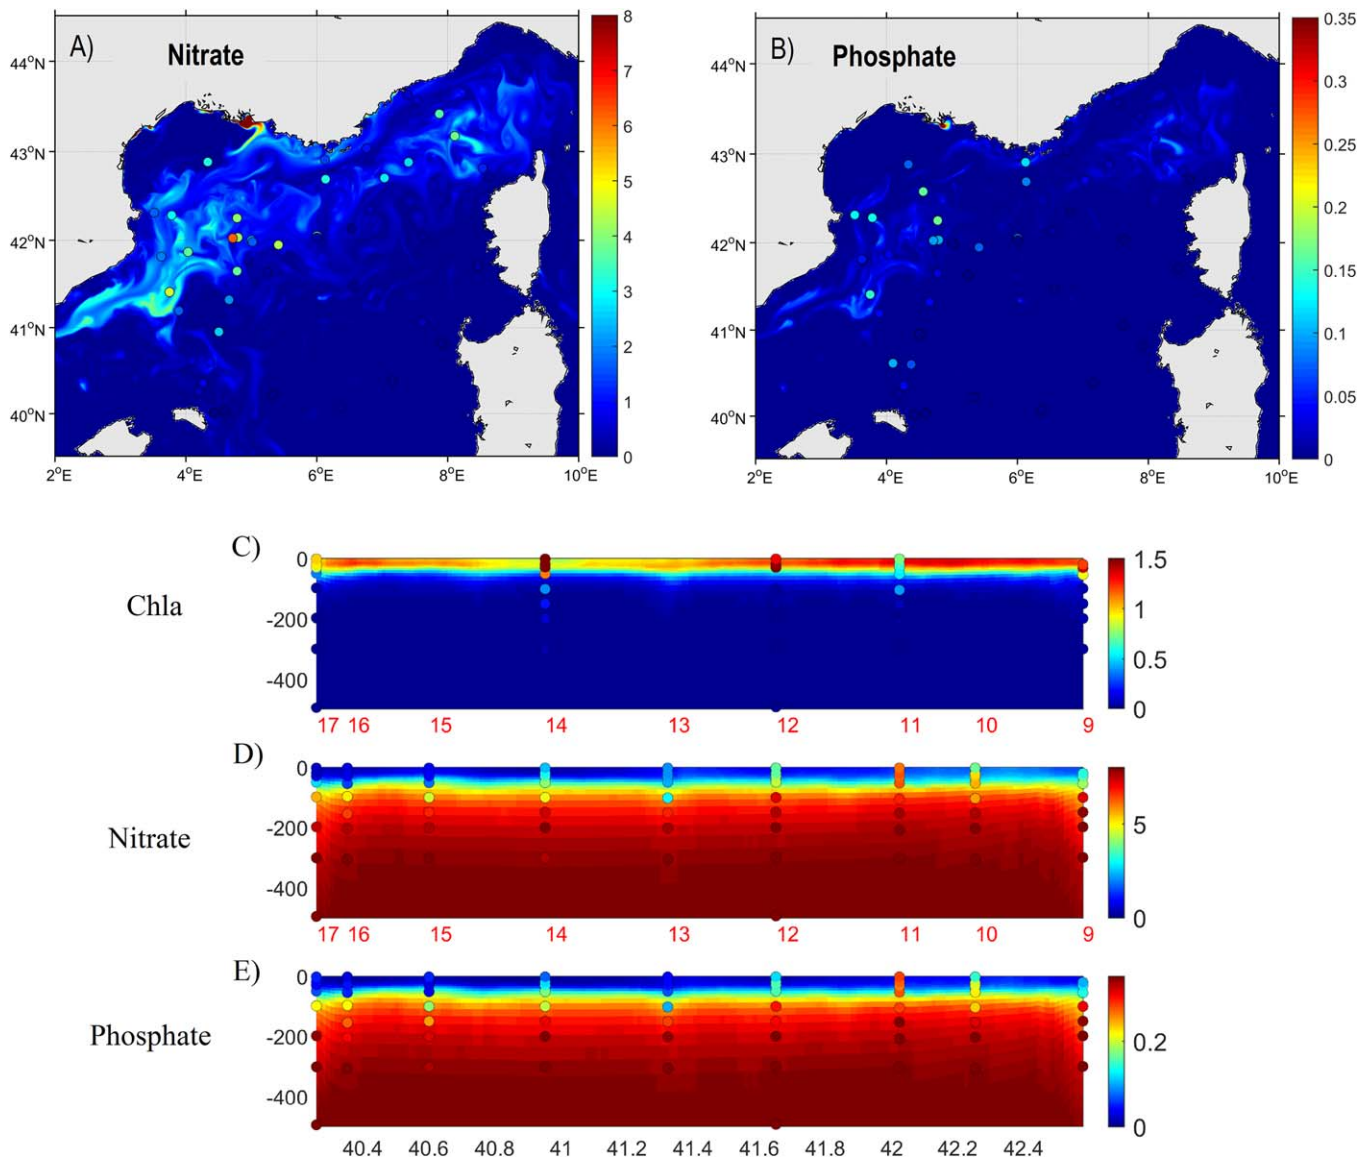 A)
Nitrate
44°N
43°N
42°N
41°N
40°N
2°E
4°E
6°E
8°E
10°E
8
7
6
5
4
3
2
1
0
B)
Phosphate
44°N
43°N
42°N
41°N
40°N
2°E
4°E
6°E
8°E
10°E
0.35
0.3
0.25
0.2
0.15
0.1
0.05
0
C)
Chla
0
-200
-400
17 16 15 14 13 12 11 10 9
1.5
1
0.5
0
D)
Nitrate
0
-200
-400
17 16 15 14 13 12 11 10 9
5
0
E)
Phosphate
0
-200
-400
40.4 40.6 40.8 41 41.2 41.4 41.6 41.8 42 42.2 42.4
0.2
0